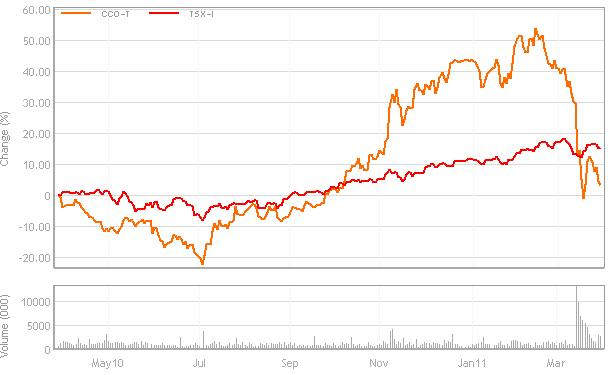 60.00
CCO-T
TSX-I
50.00
40.00
30.00
20.00
10.00
0
-10.00
-20.00
Change (%)
10000
5000
0
Volume (000)
May10
Jul
Sep
Nov
Jan11
Mar